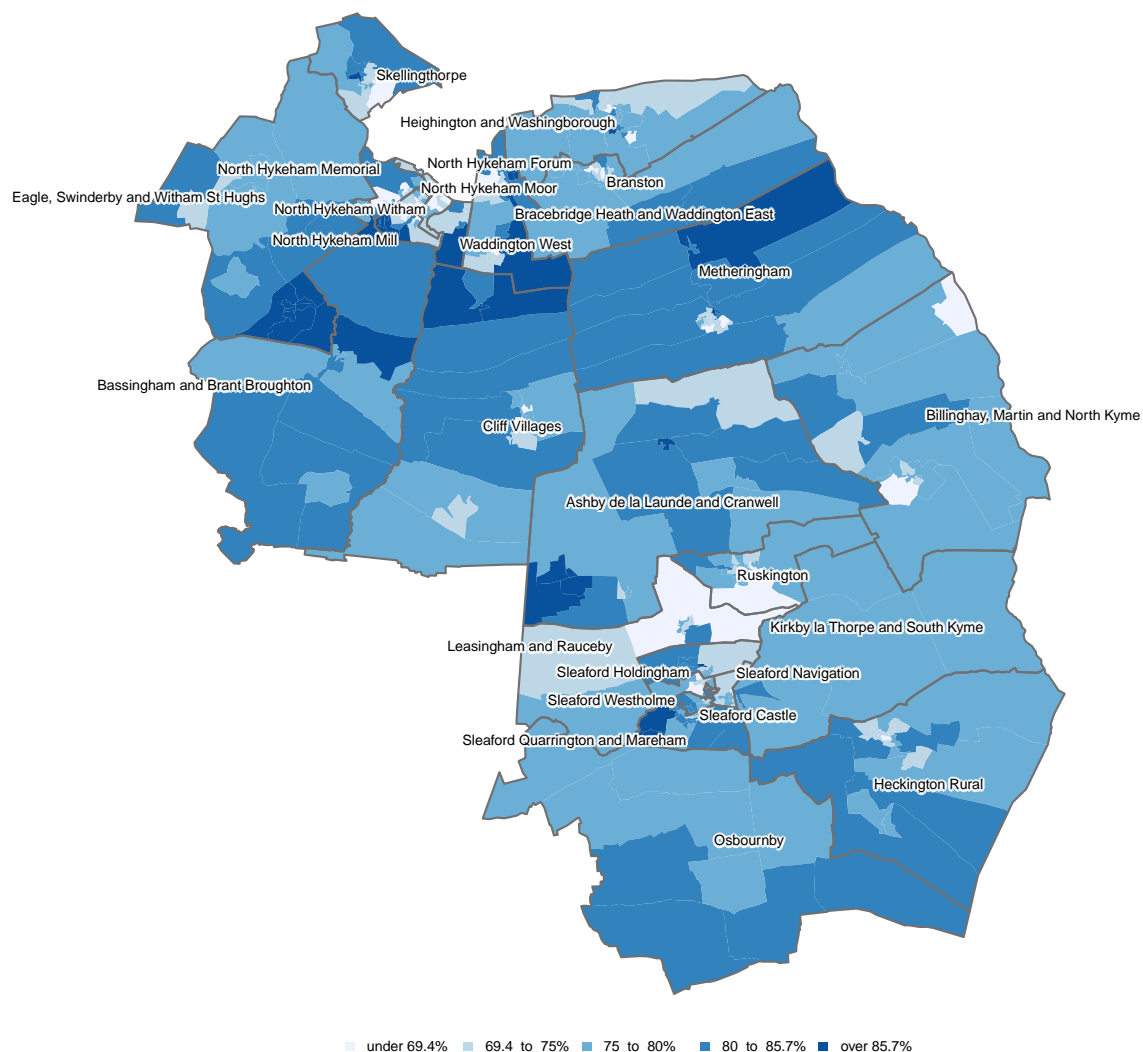 Skellingthorpe
Heighington and Washingborough
North Hykeham Forum
North Hykeham Memorial
Branston
North Hykeham Moor
Eagle, Swinderby and Witham St Hughs
North Hykeham Witham
Bracebridge Heath and Waddington East
North Hykeham Mill
Waddington West
Metheringham
Bassingham and Brant Broughton
Billinghay, Martin and North Kyme
Cliff Villages
Ashby de la Launde and Cranwell
Ruskington
Kirkby la Thorpe and South Kyme
Leasingham and Rauceby
Sleaford Holdingham
Sleaford Navigation
Sleaford Westholme
Sleaford Castle
Sleaford Quarrington and Mareham
Heckington Rural
Osbournby
under 69.4% 69.4 to 75% 75 to 80% 80 to 85.7% over 85.7%